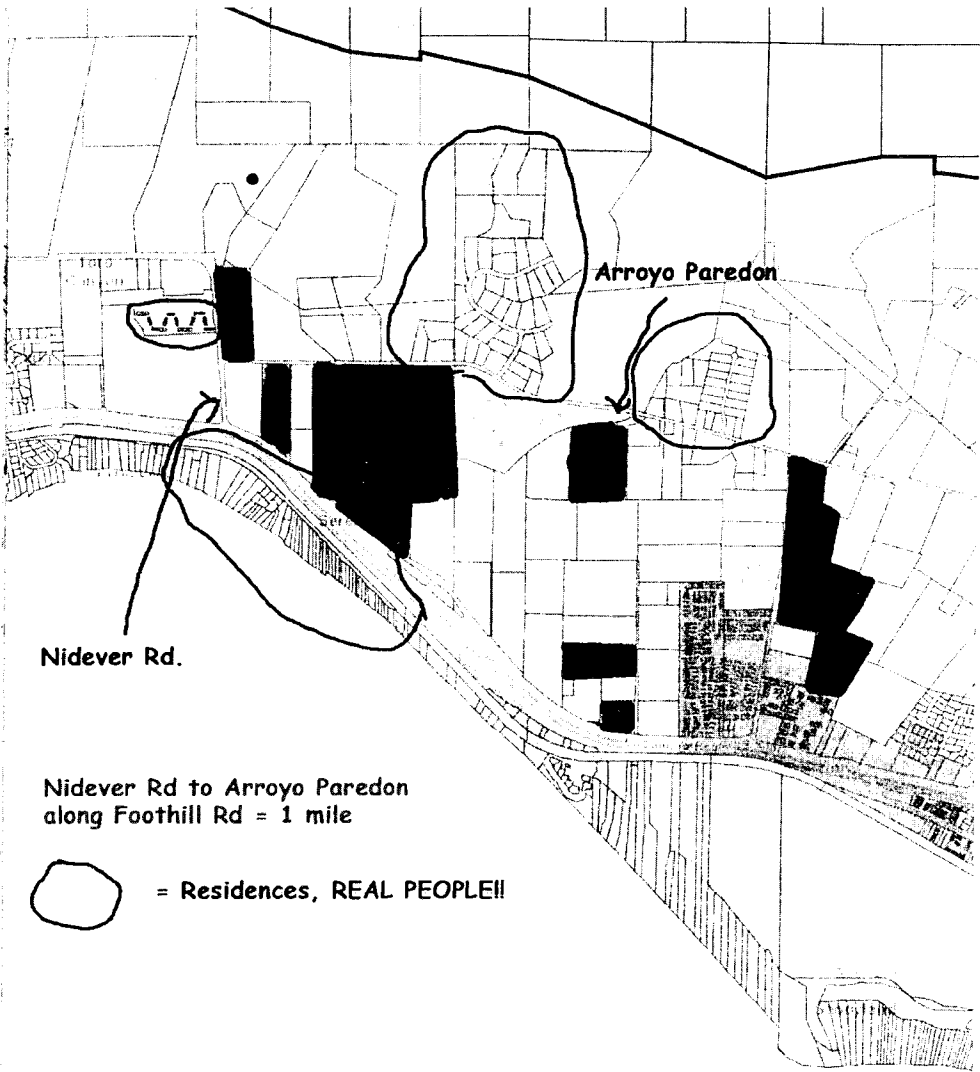 Arroyo Paredon
Nidever Rd.
Nidever Rd to Arroyo Paredon
along Foothill Rd = 1 mile
= Residences, REAL PEOPLE!!